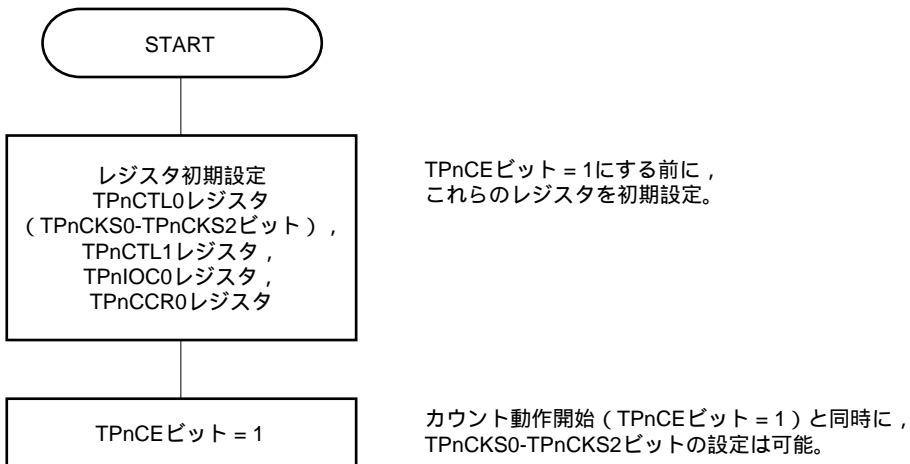 START
レジスタ初期設定
TPnCTL0レジスタ
（TPnCKS0-TPnCKS2ビット），
TPnCTL1レジスタ，
TPnIOC0レジスタ，
TPnCCR0レジスタ
TPnCEビット = 1にする前に，
これらのレジスタを初期設定。
TPnCEビット = 1
カウント動作開始（TPnCEビット = 1）と同時に，
TPnCKS0-TPnCKS2ビットの設定は可能。